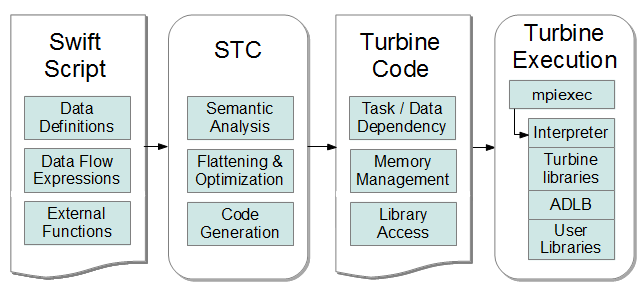 Swift
Script
Data
Definitions
Data Flow
Expressions
External
Functions
STC
Semantic
Analysis
Flattening &
Optimization
Code
Generation
Turbine
Code
Task / Data
Dependency
Memory
Management
Library
Access
Turbine
Execution
mpiexec
Interpreter
Turbine
libraries
ADLB
User
Libraries